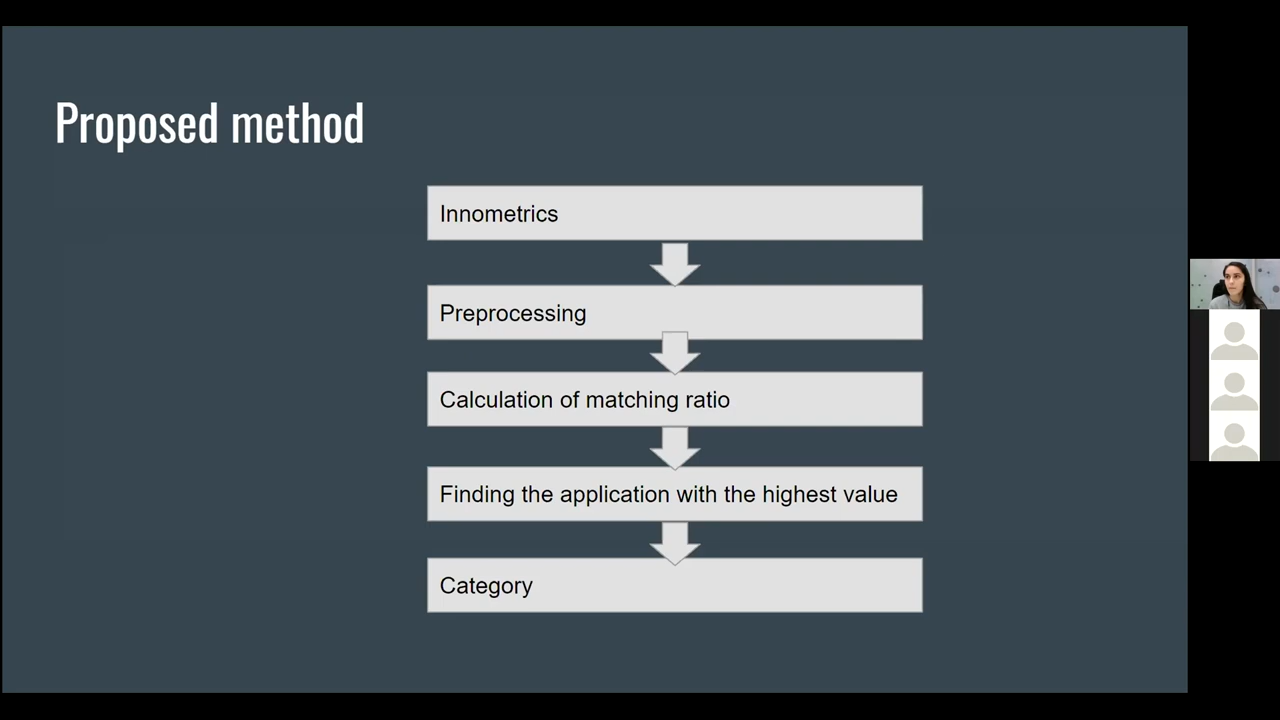 Proposed method
Innometrics
Preprocessing
Calculation of matching ratio
Finding the application with the highest value
Category